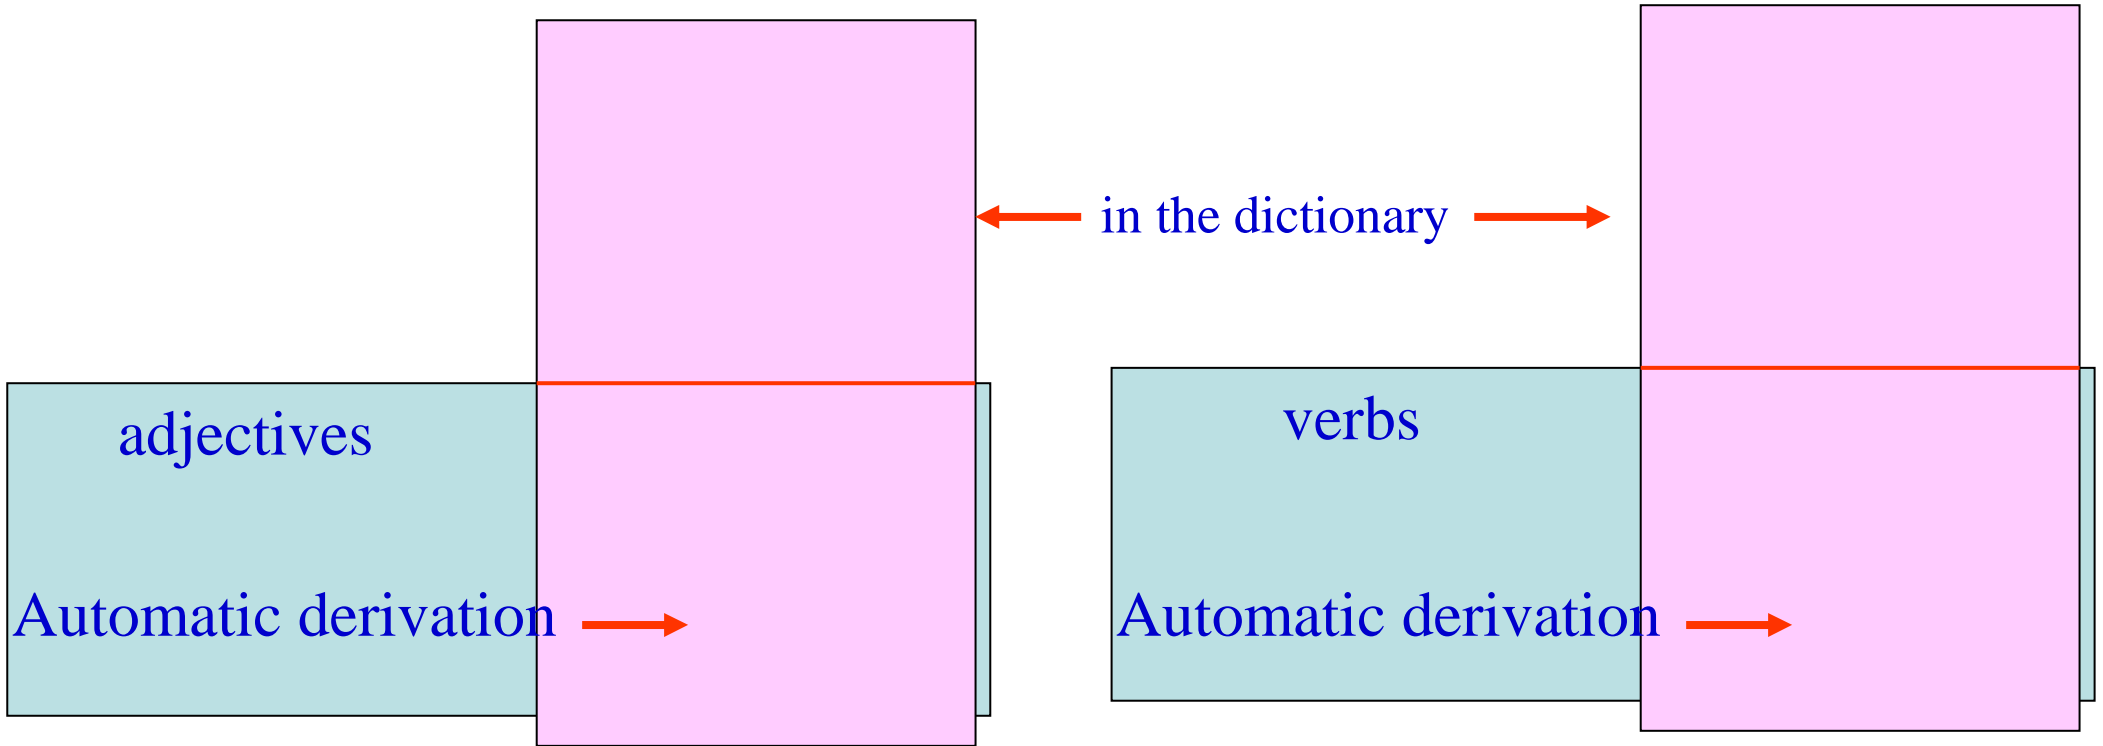 in the dictionary
adjectives
verbs
Automatic derivation
Automatic derivation